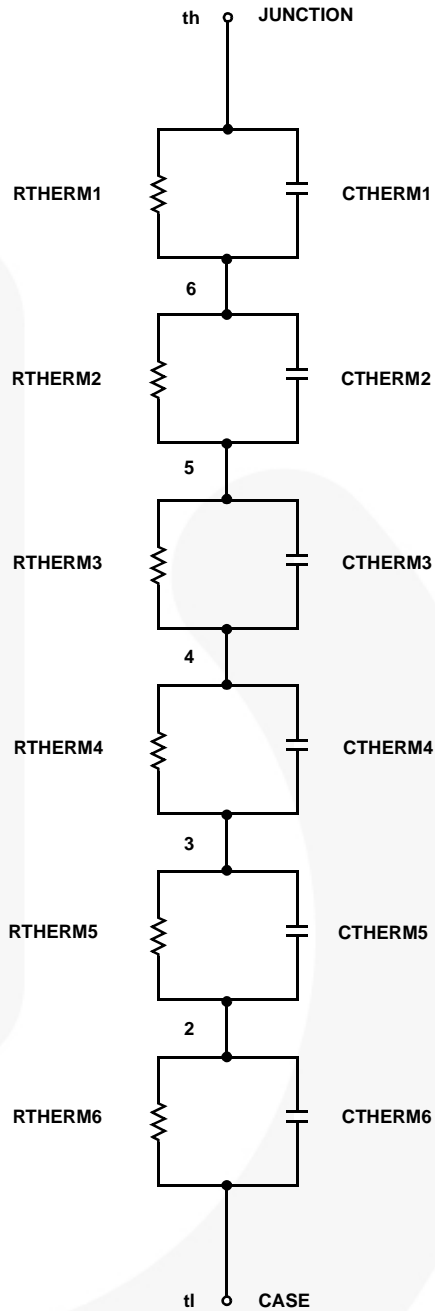 th JUNCTION
RTHERM1 CTHERM1
6
RTHERM2 CTHERM2
5
RTHERM3 CTHERM3
4
RTHERM4 CTHERM4
3
RTHERM5 CTHERM5
2
RTHERM6 CTHERM6
tl CASE